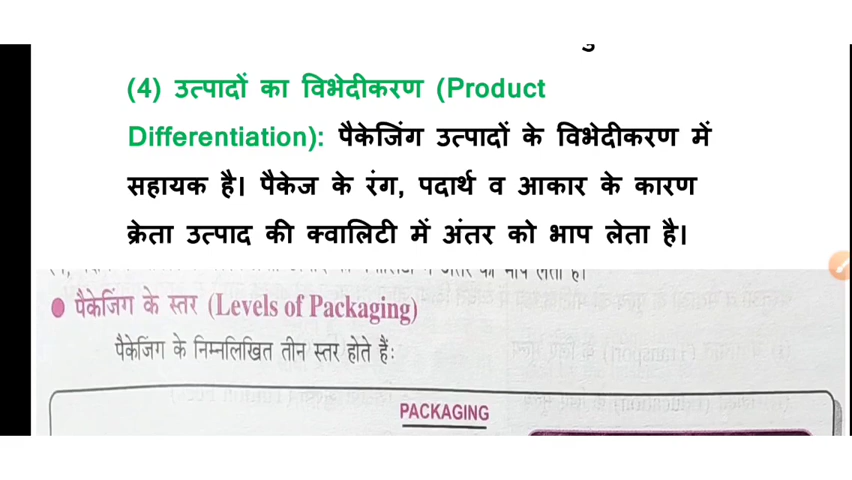 (4) उत्पादों का विभेदीकरण (Product
Differentiation): पैकेजिंग उत्पादों के विभेदीकरण में
सहायक है। पैकेज के रंग, पदार्थ व आकार के कारण
क्रेता उत्पाद की क्वालिटी में अंतर को भाप लेता है।
में अंतर को भाप लेता है।
● पैकेजिंग के स्तर (Levels of Packaging)
पैकेजिंग के निम्नलिखित तीन स्तर होते हैं:
PACKAGING